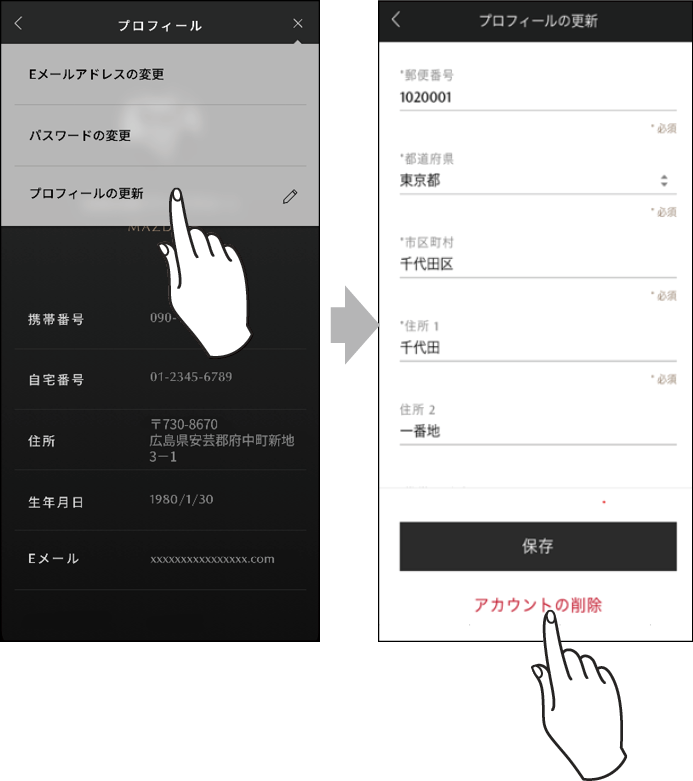 プロフィール
Eメールアドレスの変更
パスワードの変更
プロフィールの更新
携帯番号
090-
自宅番号
01-2345-6789
住所
〒730-8670
広島県安芸郡府中町新地
3－1
生年月日
1980/1/30
Eメール
xxxxxxxxxxxxxxxx.com
プロフィールの更新
*郵便番号
1020001
*必須
*都道府県
東京都
*必須
*市区町村
千代田区
*必須
*住所 1
千代田
*必須
住所 2
一番地
保存
アカウントの削除